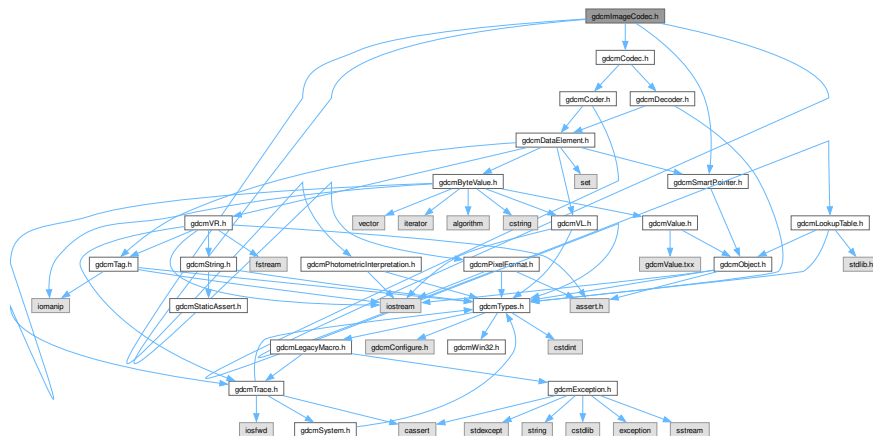 gdcmImageCodec.h
gdcmCodec.h
gdcmCoder.h
gdcmDecoder.h
gdcmDataElement.h
gdcmByteValue.h
set
gdcmSmartPointer.h
gdcmVR.h
vector
iterator
algorithm
cstring
gdcmVL.h
gdcmValue.h
gdcmLookupTable.h
gdcmTag.h
gdcmString.h
fstream
gdcmPhotometricInterpretation.h
gdcmPixelFormat.h
gdcmValue.txx
gdcmObject.h
stdlib.h
iomanip
gdcmStaticAssert.h
iostream
gdcmTypes.h
assert.h
gdcmLegacyMacro.h
gdcmConfigure.h
gdcmWin32.h
cstdint
gdcmTrace.h
gdcmException.h
iosfwd
gdcmSystem.h
cassert
stdexcept
string
cstdlib
exception
sstream